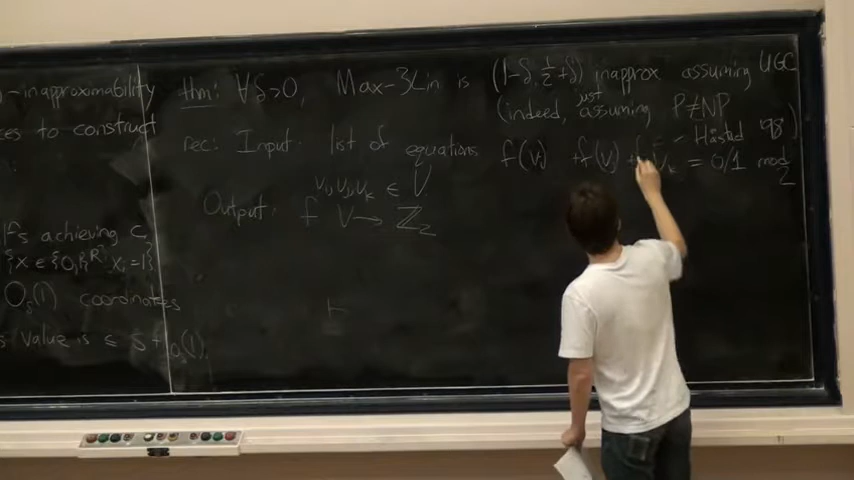 -inapproximability
ces to construct
fs achieving C,
{x ∈ {0,1}^R: x_i = 1}
O_δ(1) coordinates
s value is ≤ s + o_δ(1)
Thm: ∀δ>0, Max-3Lin is (1-δ, ½+δ) inapprox assuming UGC
(indeed, just assuming P≠NP
- Håstad '98)
rec: Input: list of equations f(v_i) + f(v_j) + f v_k = 0/1 mod 2
v_i, v_j, v_k ∈ V
Output: f V → Z_2